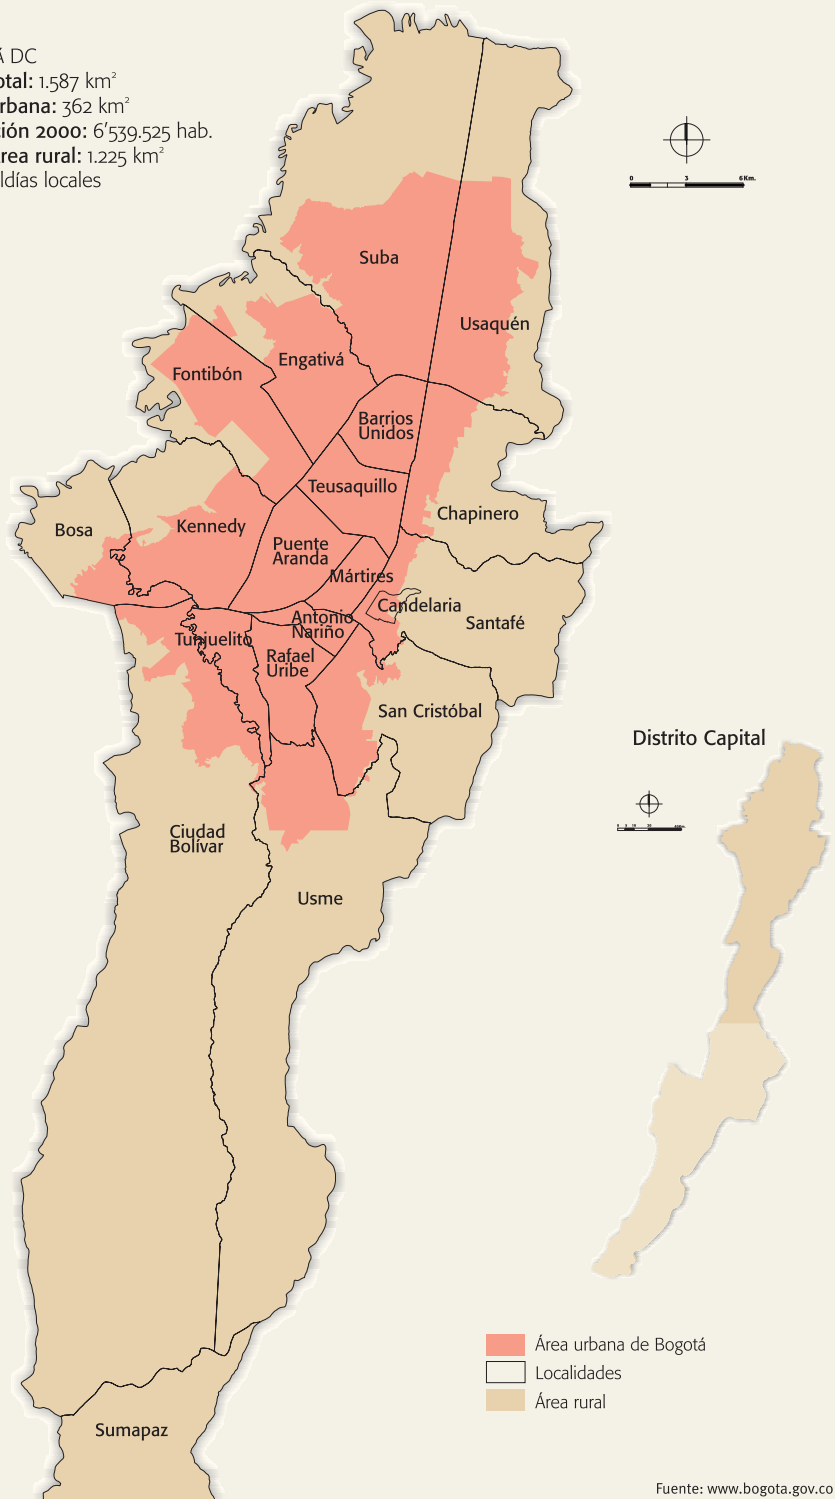 Á DC
otal: 1.587 km²
rbana: 362 km²
ción 2000: 6'539.525 hab.
área rural: 1.225 km²
ldías locales
0 3 6 Km.
Suba
Usaquén
Engativá
Fontibón
Barrios
Unidos
Teusaquillo
Chapinero
Bosa
Kennedy
Puente
Aranda
Mártires
Candelaria
Antonio
Nariño
Santafé
Tunjuelito
Rafael
Uribe
San Cristóbal
Distrito Capital
Ciudad
Bolívar
Usme
Área urbana de Bogotá
Localidades
Área rural
Sumapaz
Fuente: www.bogota.gov.co